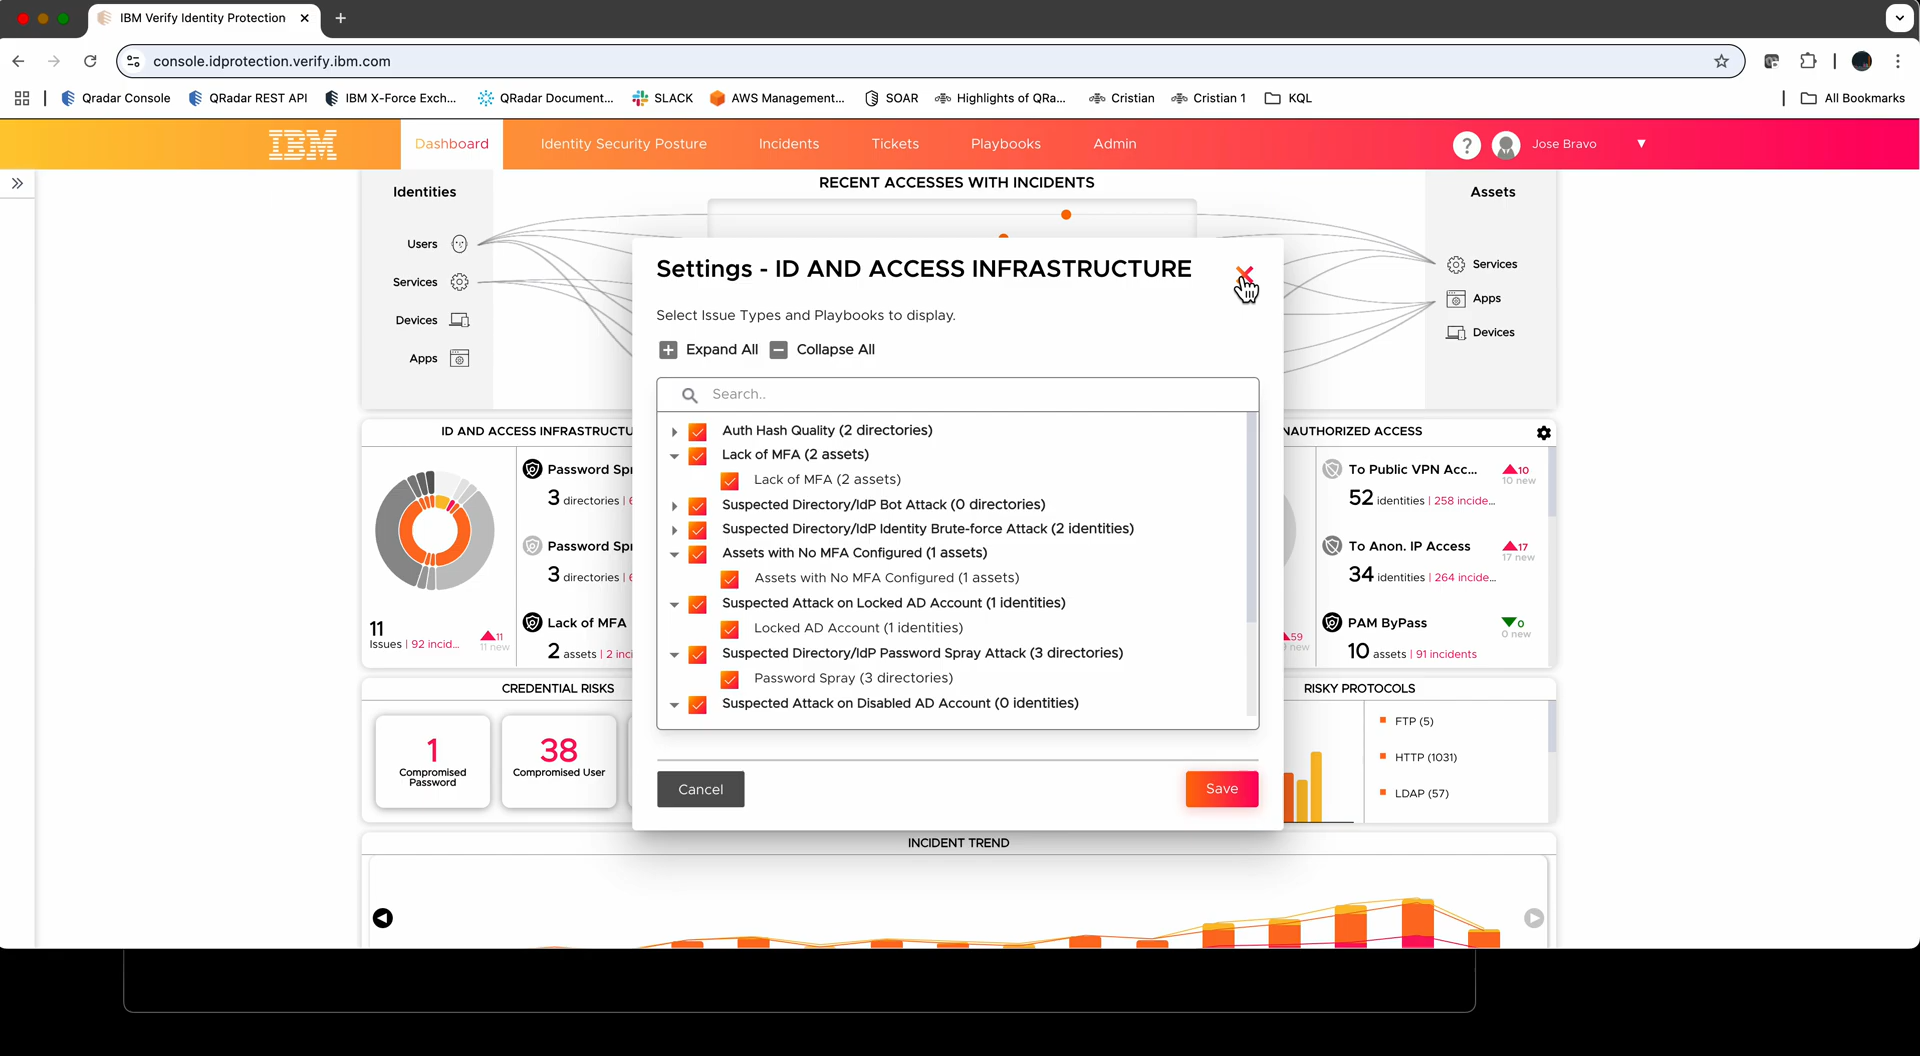 IBM Verify Identity Protection
console.idprotection.verify.ibm.com
Qradar Console
QRadar REST API
IBM X-Force Exch...
QRadar Document...
SLACK
AWS Management...
SOAR
Highlights of QRa...
Cristian
Cristian 1
KQL
All Bookmarks
IBM
Dashboard
Identity Security Posture
Incidents
Tickets
Playbooks
Admin
?
Jose Bravo
RECENT ACCESSES WITH INCIDENTS
Identities
Users
Services
Devices
Apps
Assets
Services
Apps
Devices
Settings - ID AND ACCESS INFRASTRUCTURE
Select Issue Types and Playbooks to display.
Expand All
Collapse All
Search..
Auth Hash Quality (2 directories)
Lack of MFA (2 assets)
Lack of MFA (2 assets)
Suspected Directory/IdP Bot Attack (0 directories)
Suspected Directory/IdP Identity Brute-force Attack (2 identities)
Assets with No MFA Configured (1 assets)
Assets with No MFA Configured (1 assets)
Suspected Attack on Locked AD Account (1 identities)
Locked AD Account (1 identities)
Suspected Directory/IdP Password Spray Attack (3 directories)
Password Spray (3 directories)
Suspected Attack on Disabled AD Account (0 identities)
Cancel
Save
ID AND ACCESS INFRASTRUCTU
11
Issues | 92 incid...
11
11 new
Password Spr
3 directories |
Password Spr
3 directories |
Lack of MFA
2 assets | 2 inci
NAUTHORIZED ACCESS
59
new
To Public VPN Acc...
52 identities | 258 incide...
10
10 new
To Anon. IP Access
34 identities | 264 incide...
17
17 new
PAM ByPass
10 assets | 91 incidents
0
0 new
CREDENTIAL RISKS
1
Compromised
Password
38
Compromised User
RISKY PROTOCOLS
FTP (5)
HTTP (1031)
LDAP (57)
INCIDENT TREND